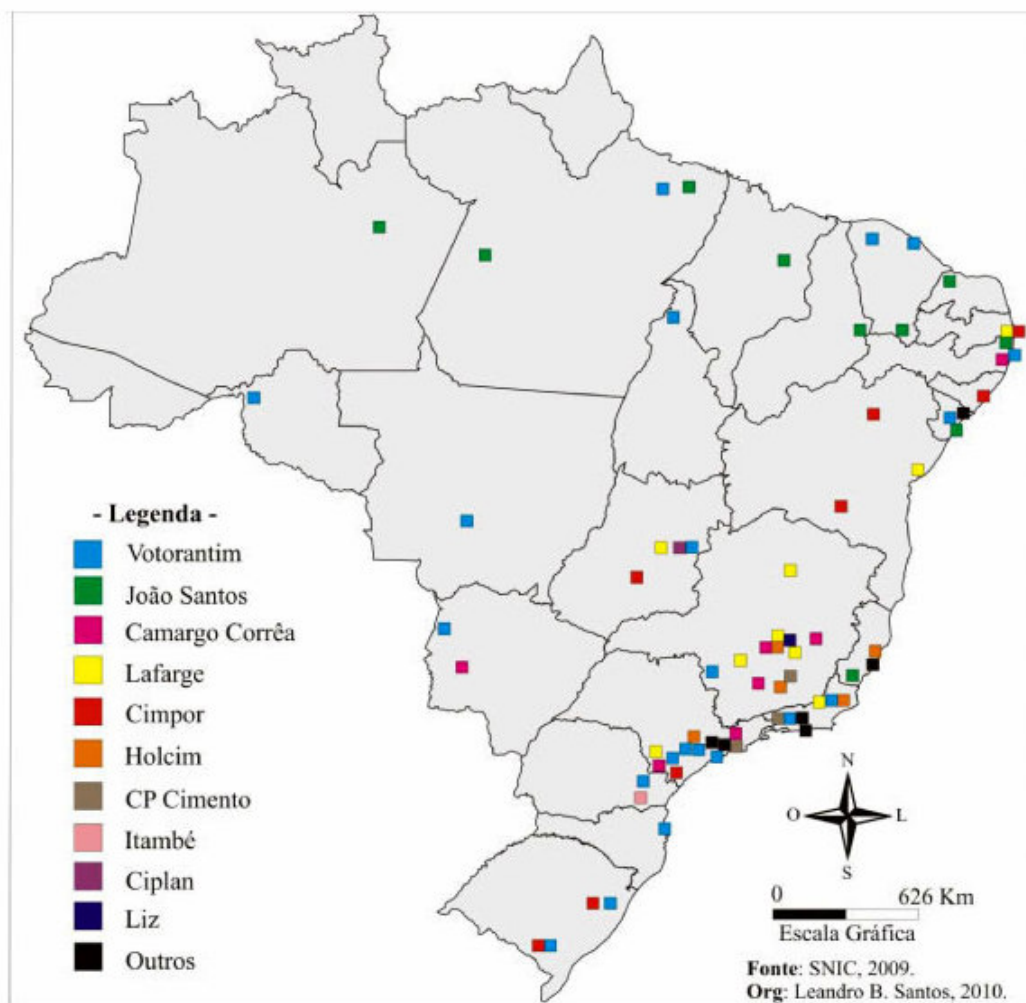 - Legenda -
Votorantim
João Santos
Camargo Corrêa
Lafarge
Cimpor
Holcim
CP Cimento
Itambé
Ciplan
Liz
Outros
N
O
L
S
0 626 Km
Escala Gráfica
Fonte: SNIC, 2009.
Org: Leandro B. Santos, 2010.